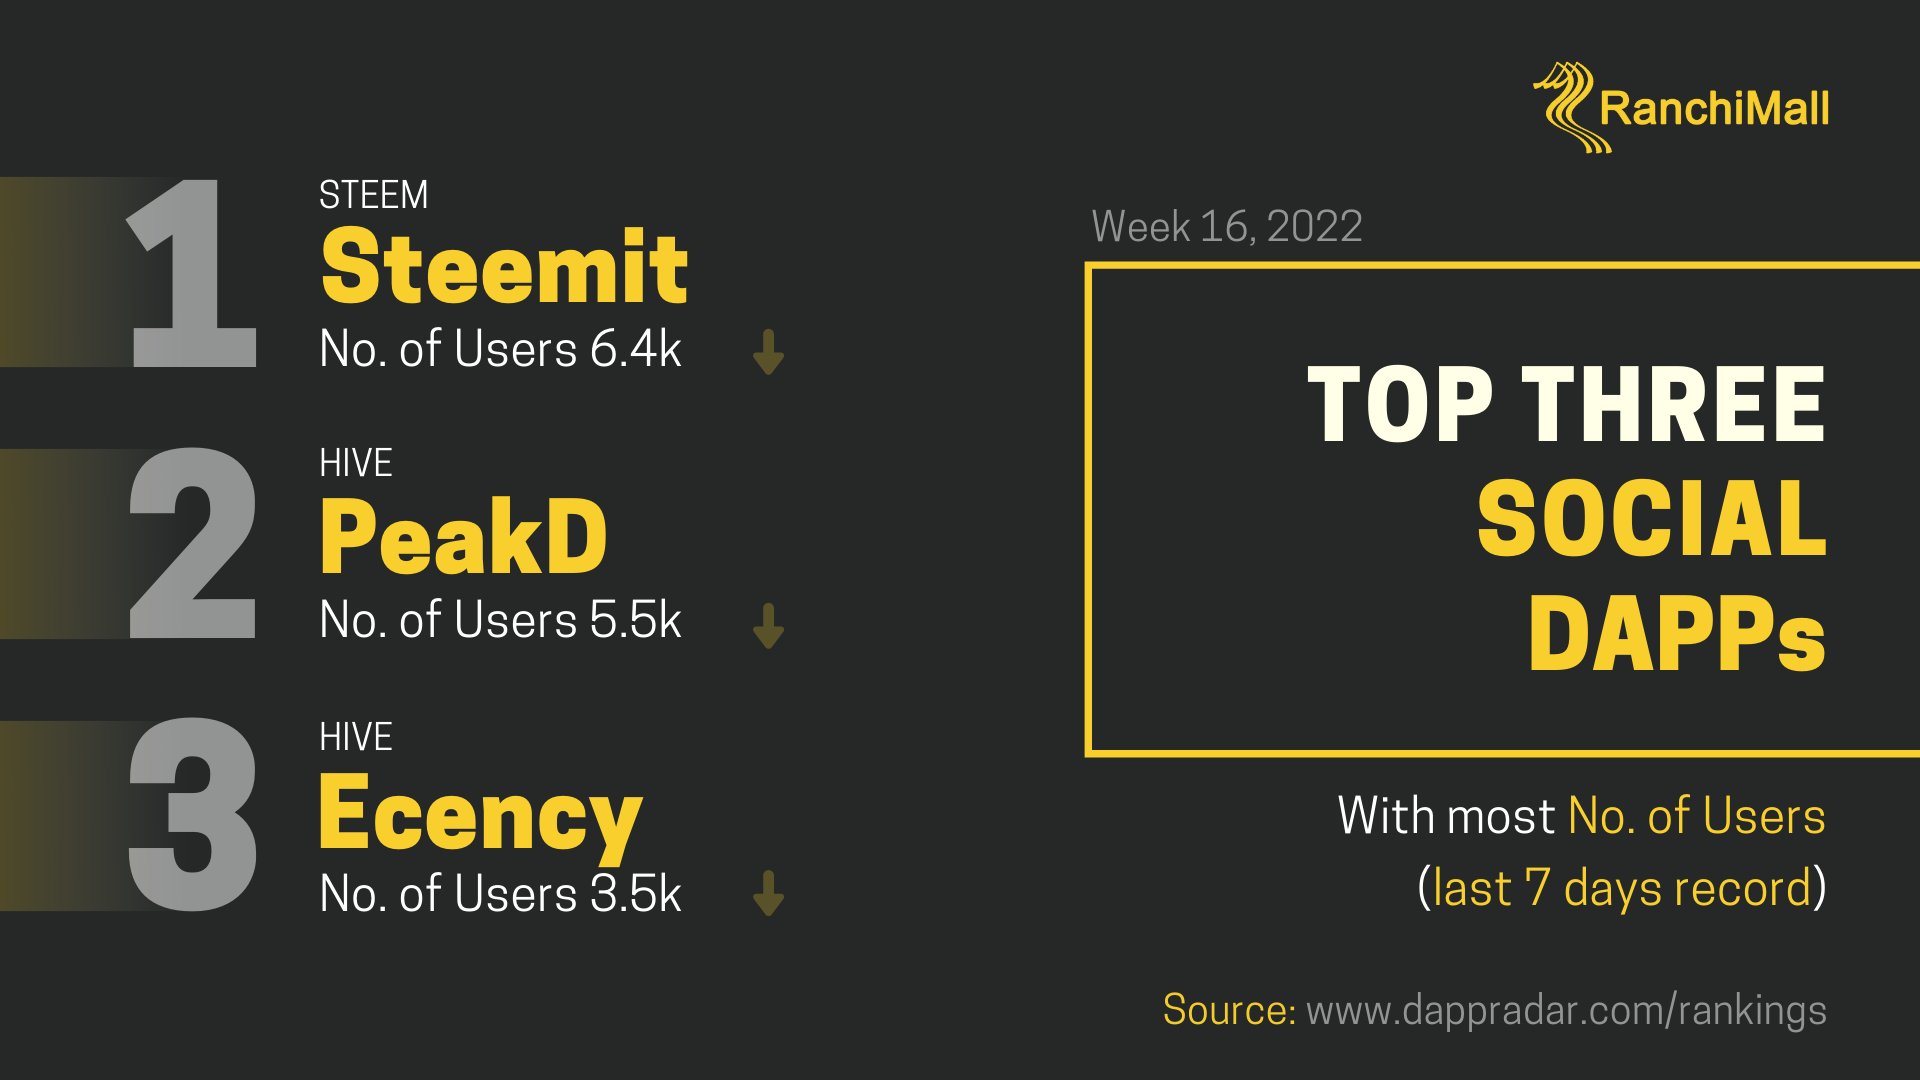 RanchiMall
1
STEEM
Steemit
No. of Users 6.4k
2
HIVE
PeakD
No. of Users 5.5k
3
HIVE
Ecency
No. of Users 3.5k
Week 16, 2022
TOP THREE
SOCIAL
DAPPs
With most No. of Users
(last 7 days record)
Source: www.dappradar.com/rankings